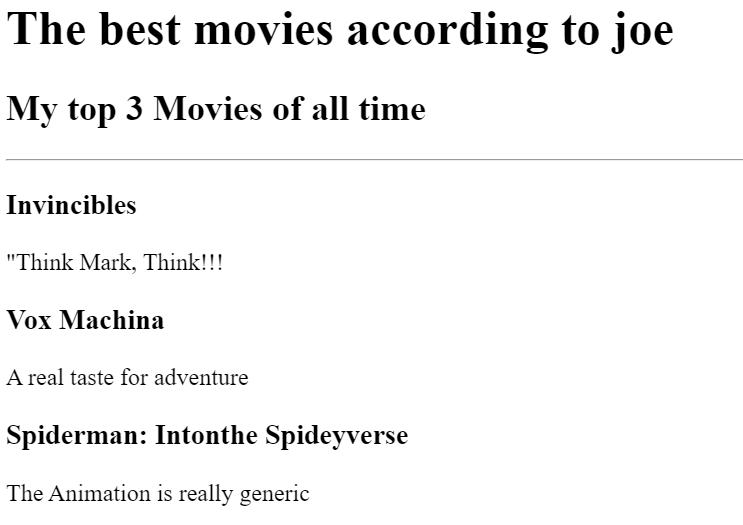 The best movies according to joe
My top 3 Movies of all time
Invincibles
"Think Mark, Think!!!
Vox Machina
A real taste for adventure
Spiderman: Intonthe Spideyverse
The Animation is really generic